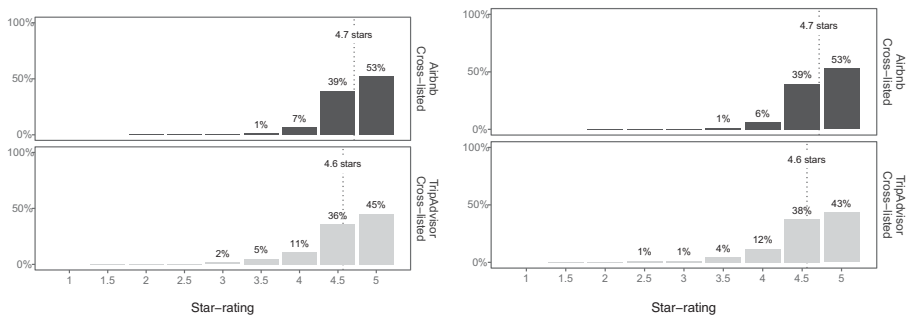 100%
50%
0%
4.7 stars
1%
7%
39%
53%
Airbnb
Cross−listed
100%
50%
0%
4.6 stars
2%
5%
11%
36%
45%
TripAdvisor
Cross−listed
1 1.5 2 2.5 3 3.5 4 4.5 5
Star−rating
100%
50%
0%
4.7 stars
1%
6%
39%
53%
Airbnb
Cross−listed
100%
50%
0%
4.6 stars
1%
1%
4%
12%
38%
43%
TripAdvisor
Cross−listed
1 1.5 2 2.5 3 3.5 4 4.5 5
Star−rating